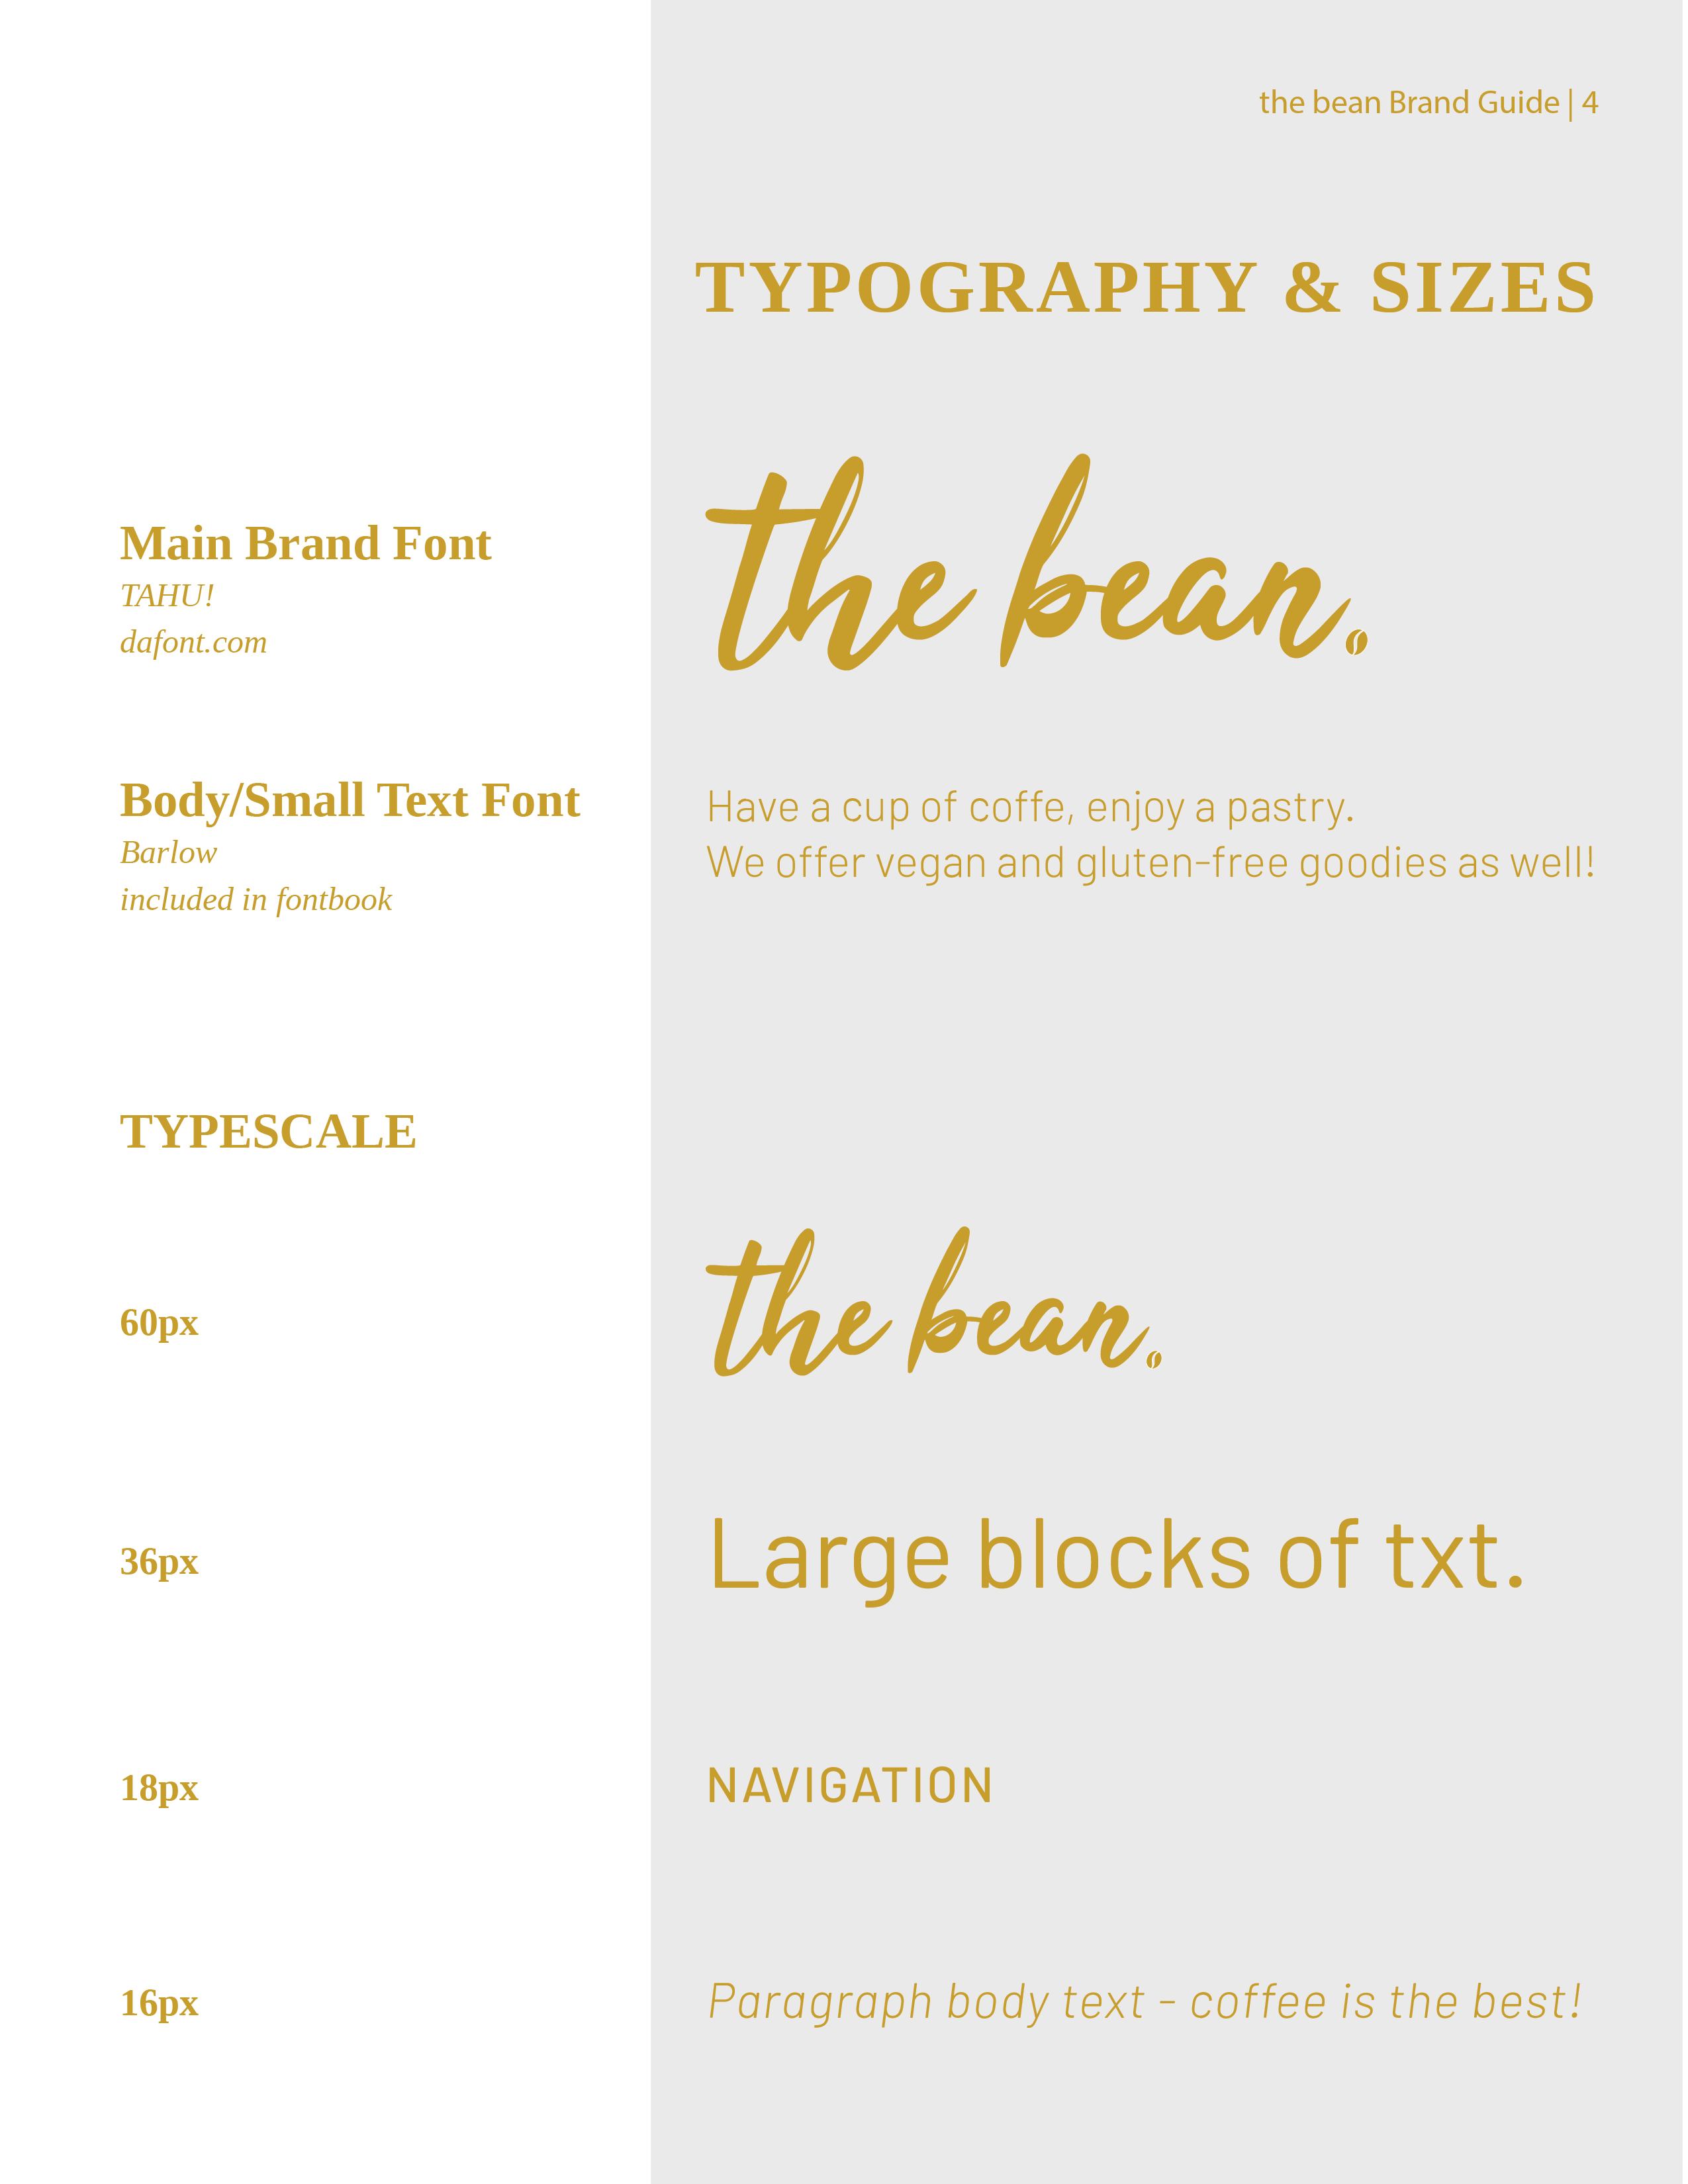 the bean Brand Guide | 4
TYPOGRAPHY & SIZES
Main Brand Font
TAHU!
dafont.com
the bean.
Body/Small Text Font
Barlow
included in fontbook
Have a cup of coffe, enjoy a pastry.
We offer vegan and gluten-free goodies as well!
TYPESCALE
60px
the bean.
36px
Large blocks of txt.
18px
NAVIGATION
16px
Paragraph body text - coffee is the best!